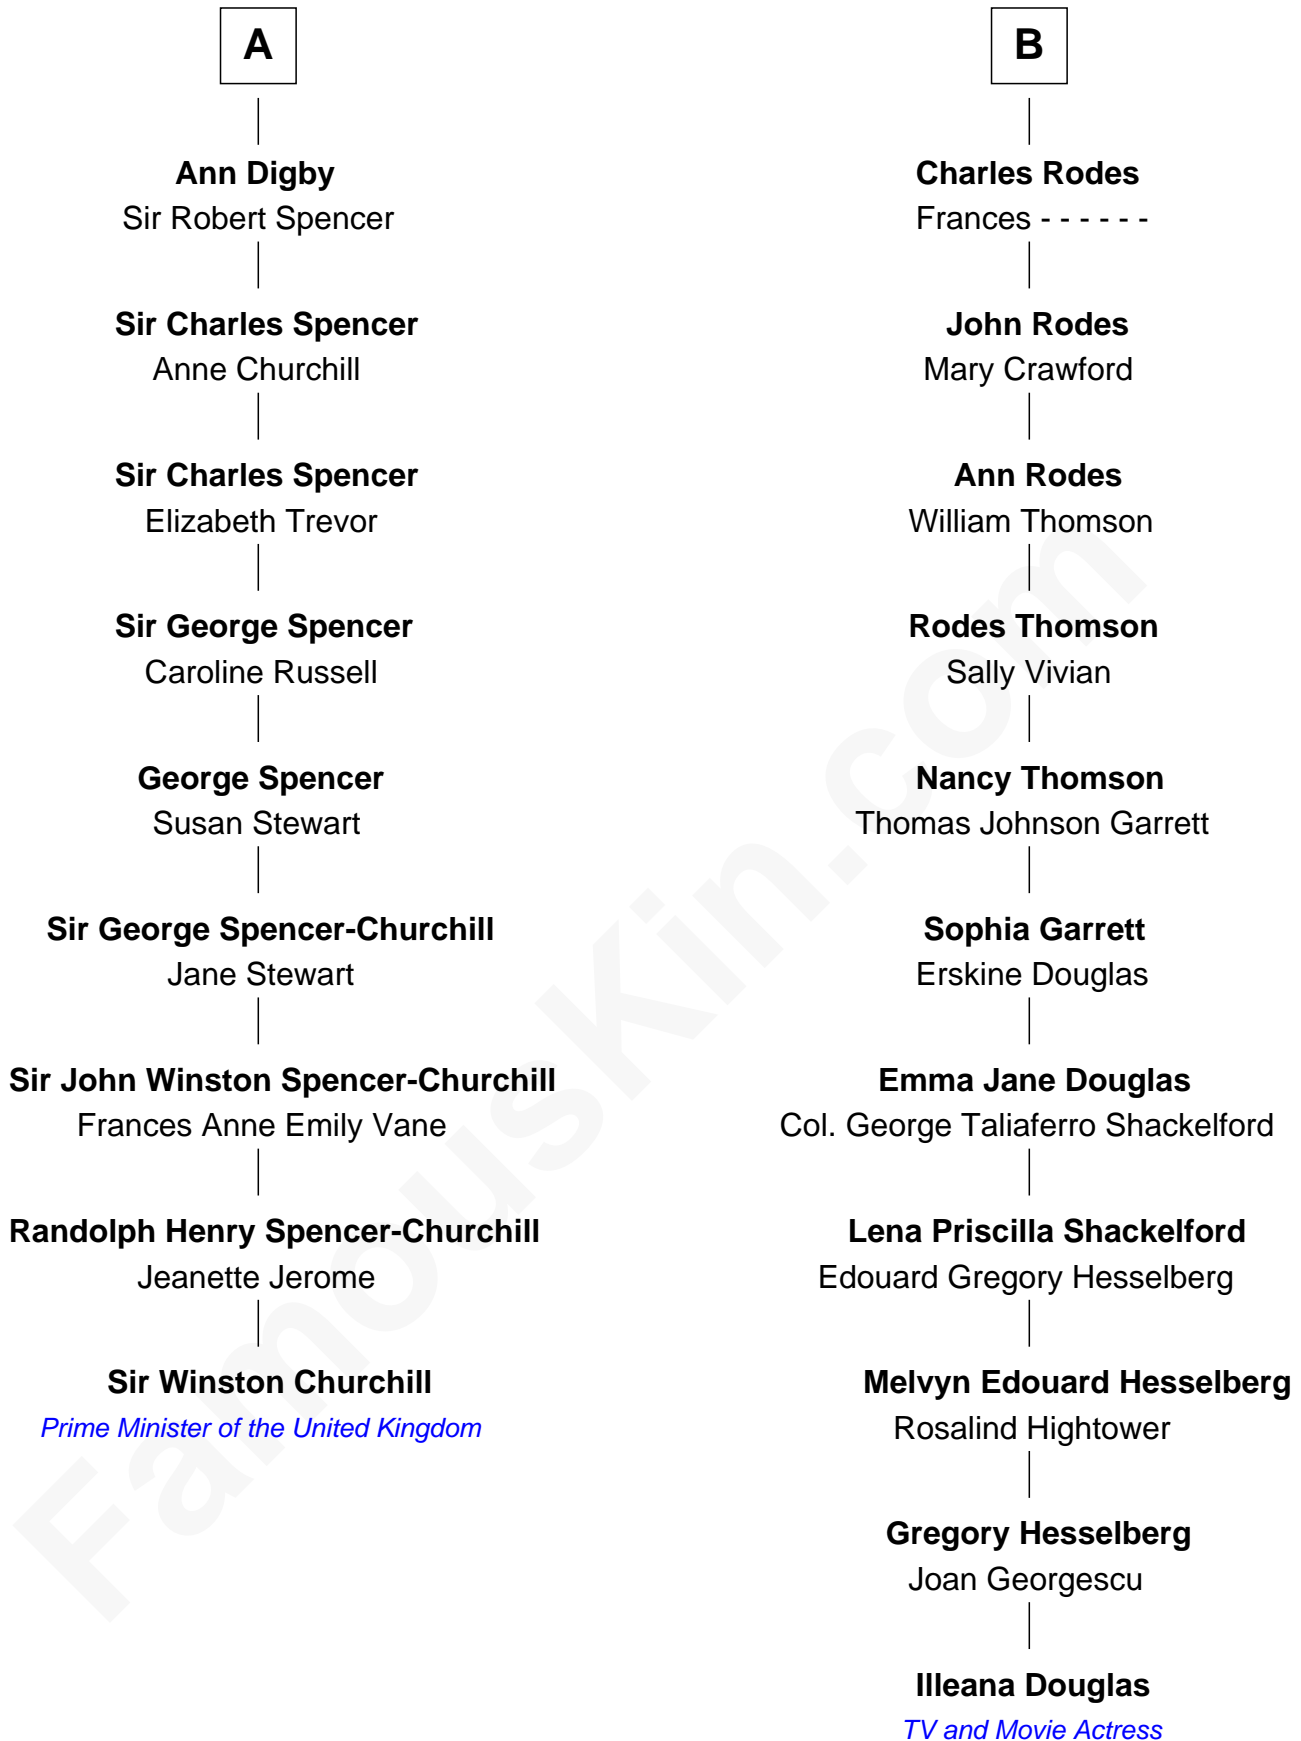 A
Ann Digby
Sir Robert Spencer
Sir Charles Spencer
Anne Churchill
Sir Charles Spencer
Elizabeth Trevor
Sir George Spencer
Caroline Russell
George Spencer
Susan Stewart
Sir George Spencer-Churchill
Jane Stewart
Sir John Winston Spencer-Churchill
Frances Anne Emily Vane
Randolph Henry Spencer-Churchill
Jeanette Jerome
Sir Winston Churchill
Prime Minister of the United Kingdom
B
Charles Rodes
Frances - - - - - -
John Rodes
Mary Crawford
Ann Rodes
William Thomson
Rodes Thomson
Sally Vivian
Nancy Thomson
Thomas Johnson Garrett
Sophia Garrett
Erskine Douglas
Emma Jane Douglas
Col. George Taliaferro Shackelford
Lena Priscilla Shackelford
Edouard Gregory Hesselberg
Melvyn Edouard Hesselberg
Rosalind Hightower
Gregory Hesselberg
Joan Georgescu
Illeana Douglas
TV and Movie Actress
FamousKin.com